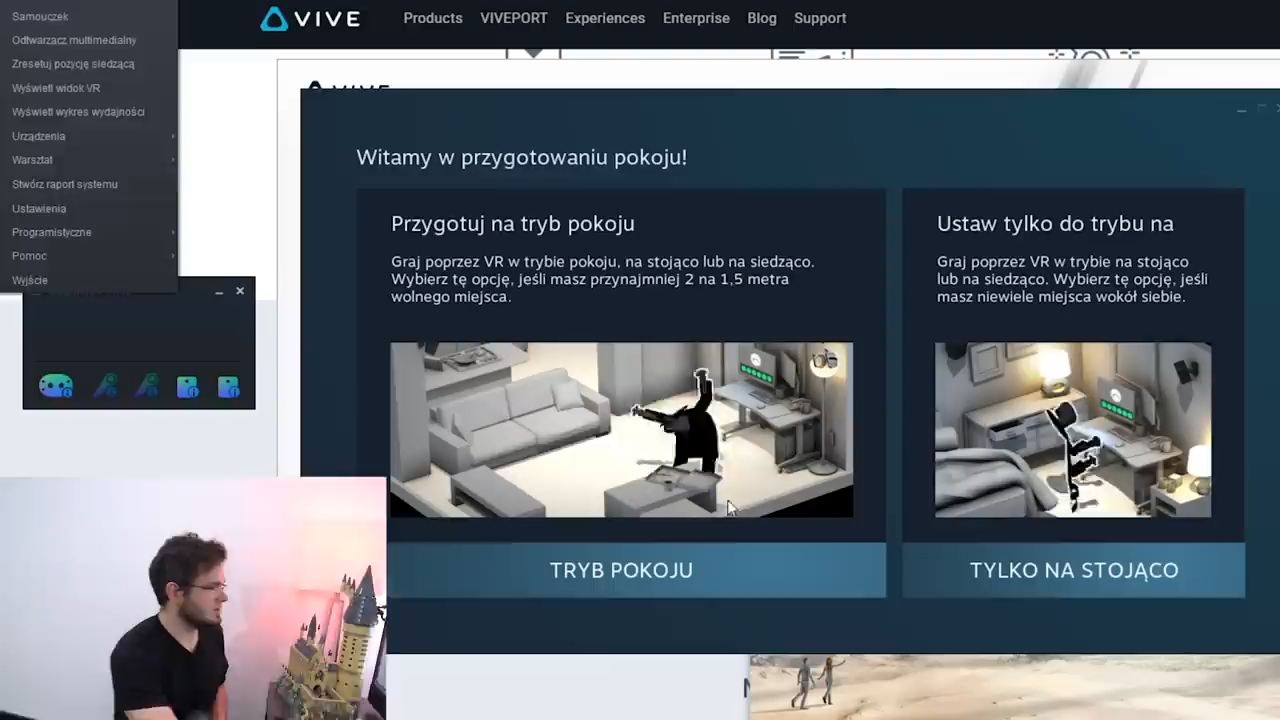 Samouczek
Odtwarzacz multimedialny
Zresetuj pozycję siedzącą
Wyświetl widok VR
Wyświetl wykres wydajności
Urządzenia
Warsztat
Stwórz raport systemu
Ustawienia
Programistyczne
Pomoc
Wyjście
VIVE
Products
VIVEPORT
Experiences
Enterprise
Blog
Support
VIVE
Witamy w przygotowaniu pokoju!
Przygotuj na tryb pokoju
Graj poprzez VR w trybie pokoju, na stojąco lub na siedząco.
Wybierz tę opcję, jeśli masz przynajmniej 2 na 1,5 metra
wolnego miejsca.
TRYB POKOJU
Ustaw tylko do trybu na
Graj poprzez VR w trybie na stojąco
lub na siedząco. Wybierz tę opcję, jeśli
masz niewiele miejsca wokół siebie.
TYLKO NA STOJĄCO